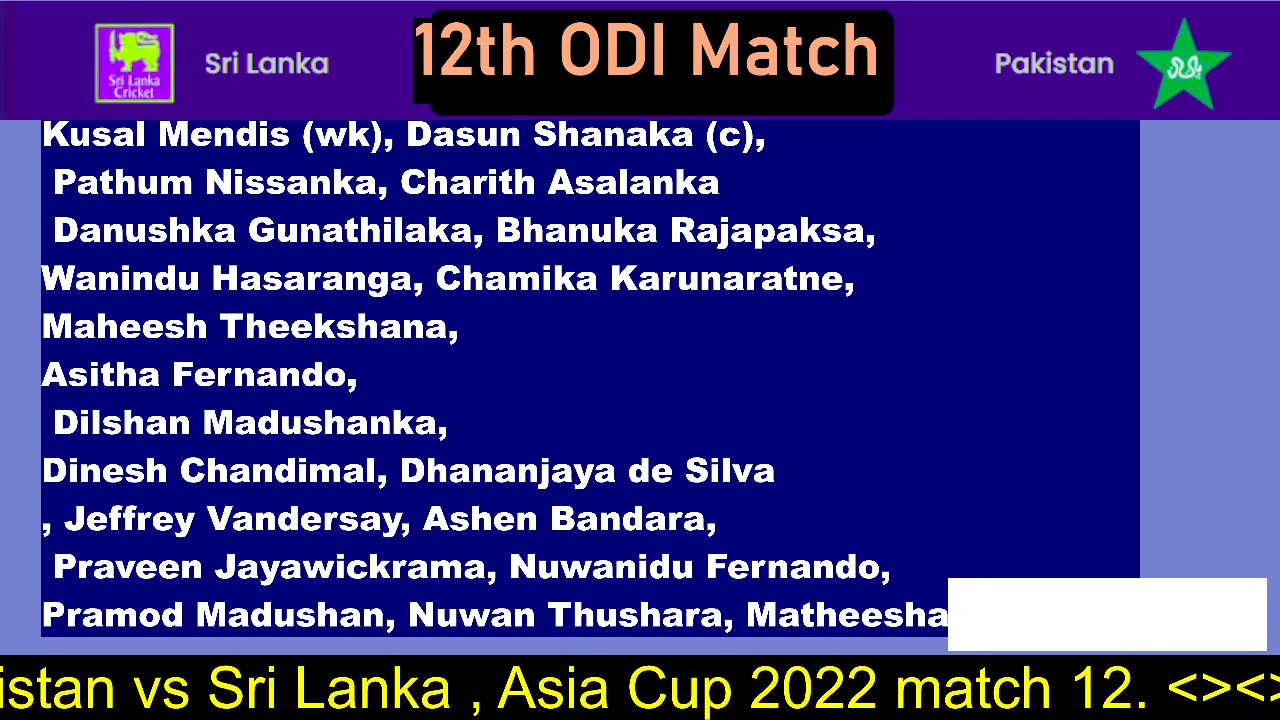 Sri Lanka
Cricket
Sri Lanka
12th ODI Match
Pakistan
Kusal Mendis (wk), Dasun Shanaka (c),
Pathum Nissanka, Charith Asalanka
Danushka Gunathilaka, Bhanuka Rajapaksa,
Wanindu Hasaranga, Chamika Karunaratne,
Maheesh Theekshana,
Asitha Fernando,
Dilshan Madushanka,
Dinesh Chandimal, Dhananjaya de Silva
, Jeffrey Vandersay, Ashen Bandara,
Praveen Jayawickrama, Nuwanidu Fernando,
Pramod Madushan, Nuwan Thushara, Matheesha
istan vs Sri Lanka , Asia Cup 2022 match 12. <><>